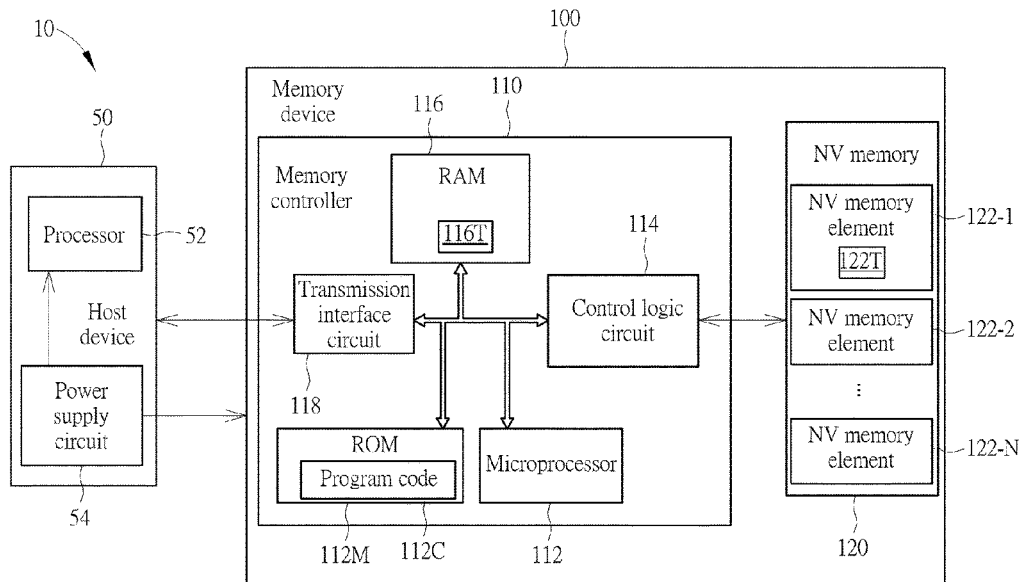 10
100
Memory
device
110
50
116
NV memory
RAM
Memory
controller
NV memory
element
122-1
Processor
52
116T
114
122T
Transmission
interface
circuit
Control logic
circuit
NV memory
element
122-2
Host
device
...
Power
supply
circuit
118
ROM
Microprocessor
NV memory
element
122-N
Program code
54
112M
112C
112
120